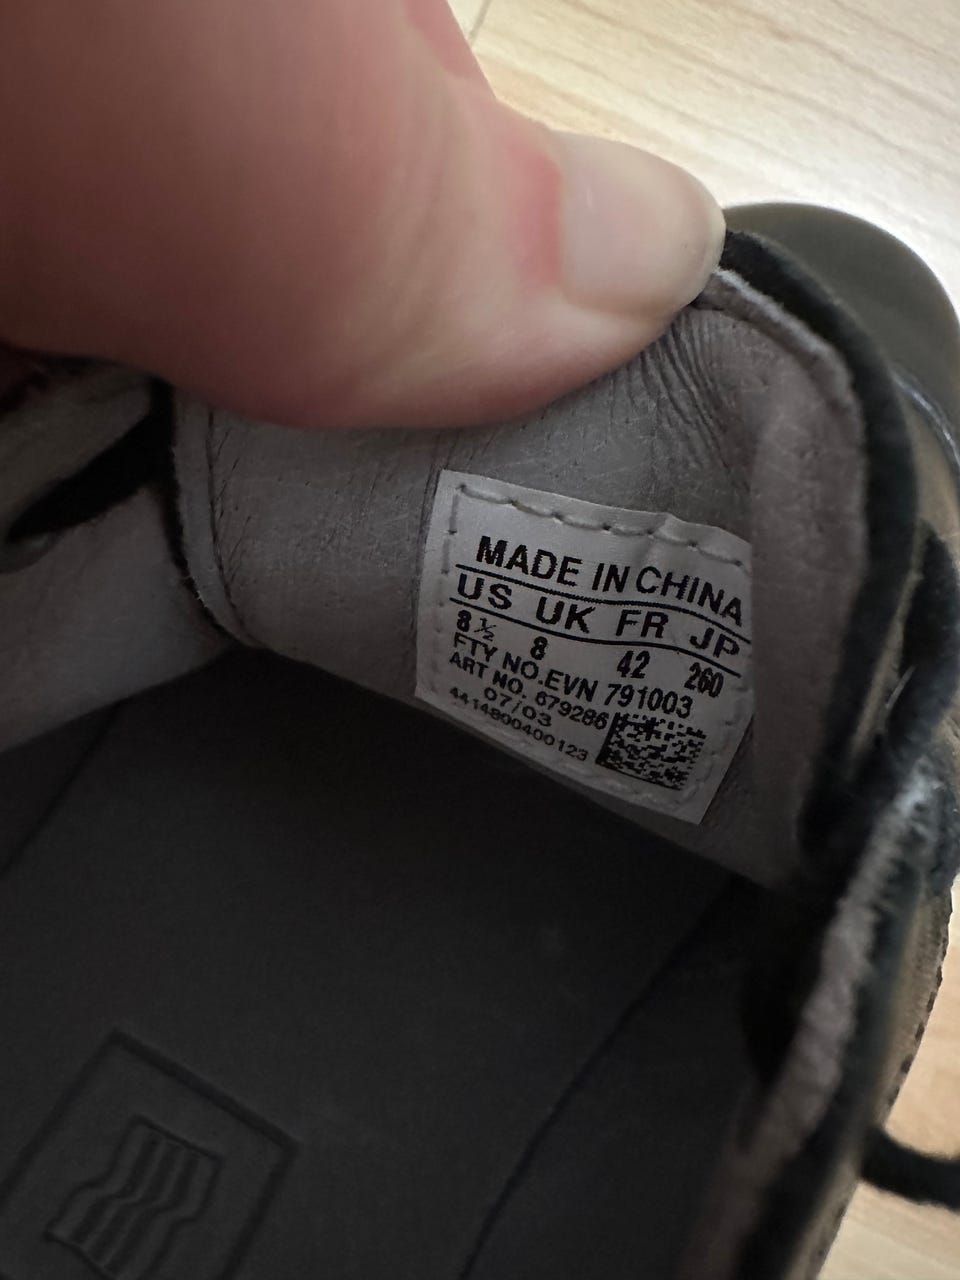 MADE IN CHINA
US UK FR JP
8½ 8 42 260
FTY NO.EVN 791003
ART NO. 679286
07/03
4414800400123